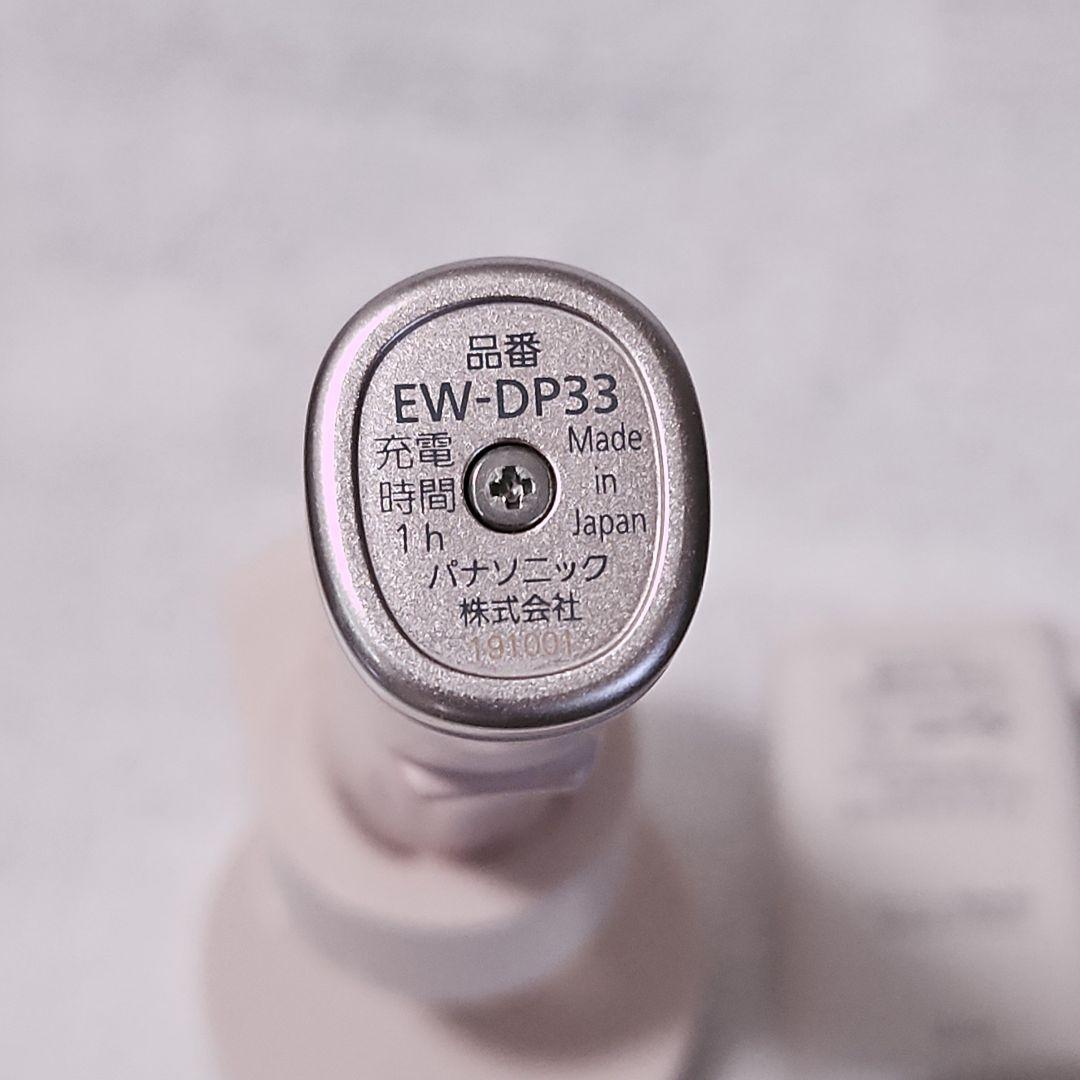 品番
EW-DP33
充電
時間
1h
Made
in
Japan
パナソニック
株式会社
191001